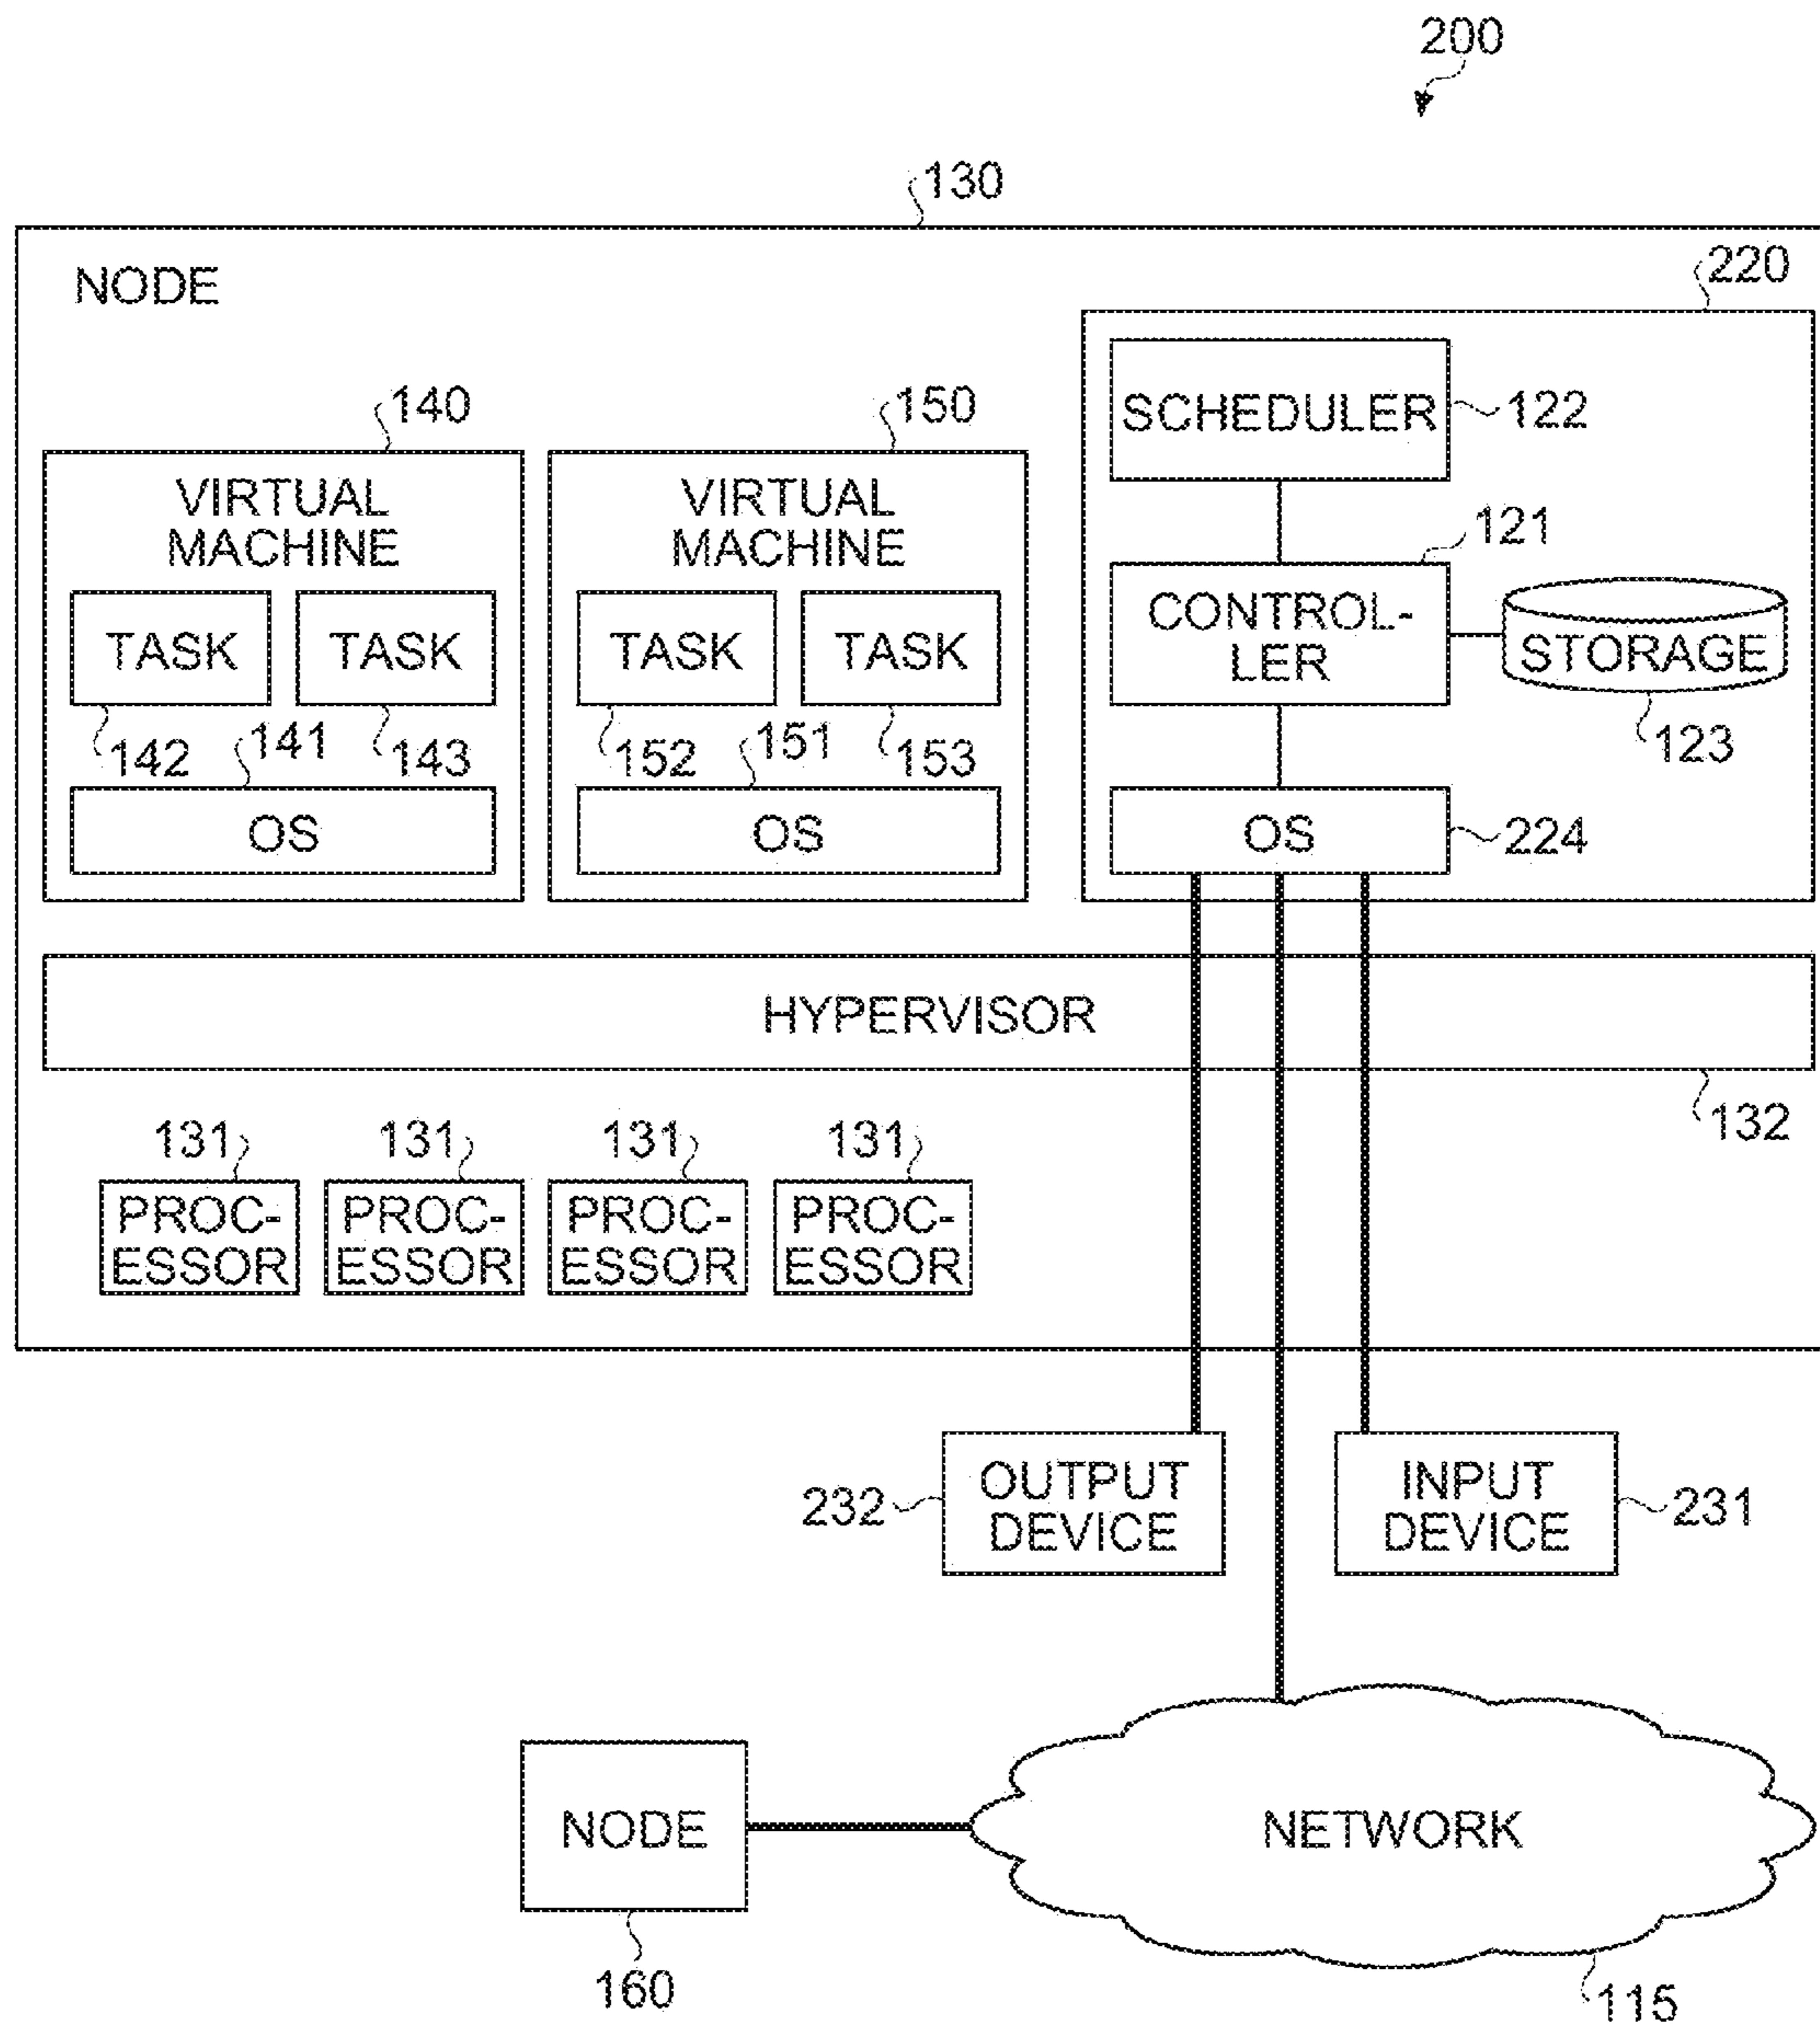 200
130
NODE
220
SCHEDULER
122
140
150
VIRTUAL
MACHINE
VIRTUAL
MACHINE
121
CONTROL-
LER
STORAGE
123
TASK
TASK
TASK
TASK
142
141
143
152
151
153
OS
OS
OS
224
HYPERVISOR
132
131
131
131
131
PROC-
ESSOR
PROC-
ESSOR
PROC-
ESSOR
PROC-
ESSOR
232
OUTPUT
DEVICE
INPUT
DEVICE
231
NODE
160
NETWORK
115